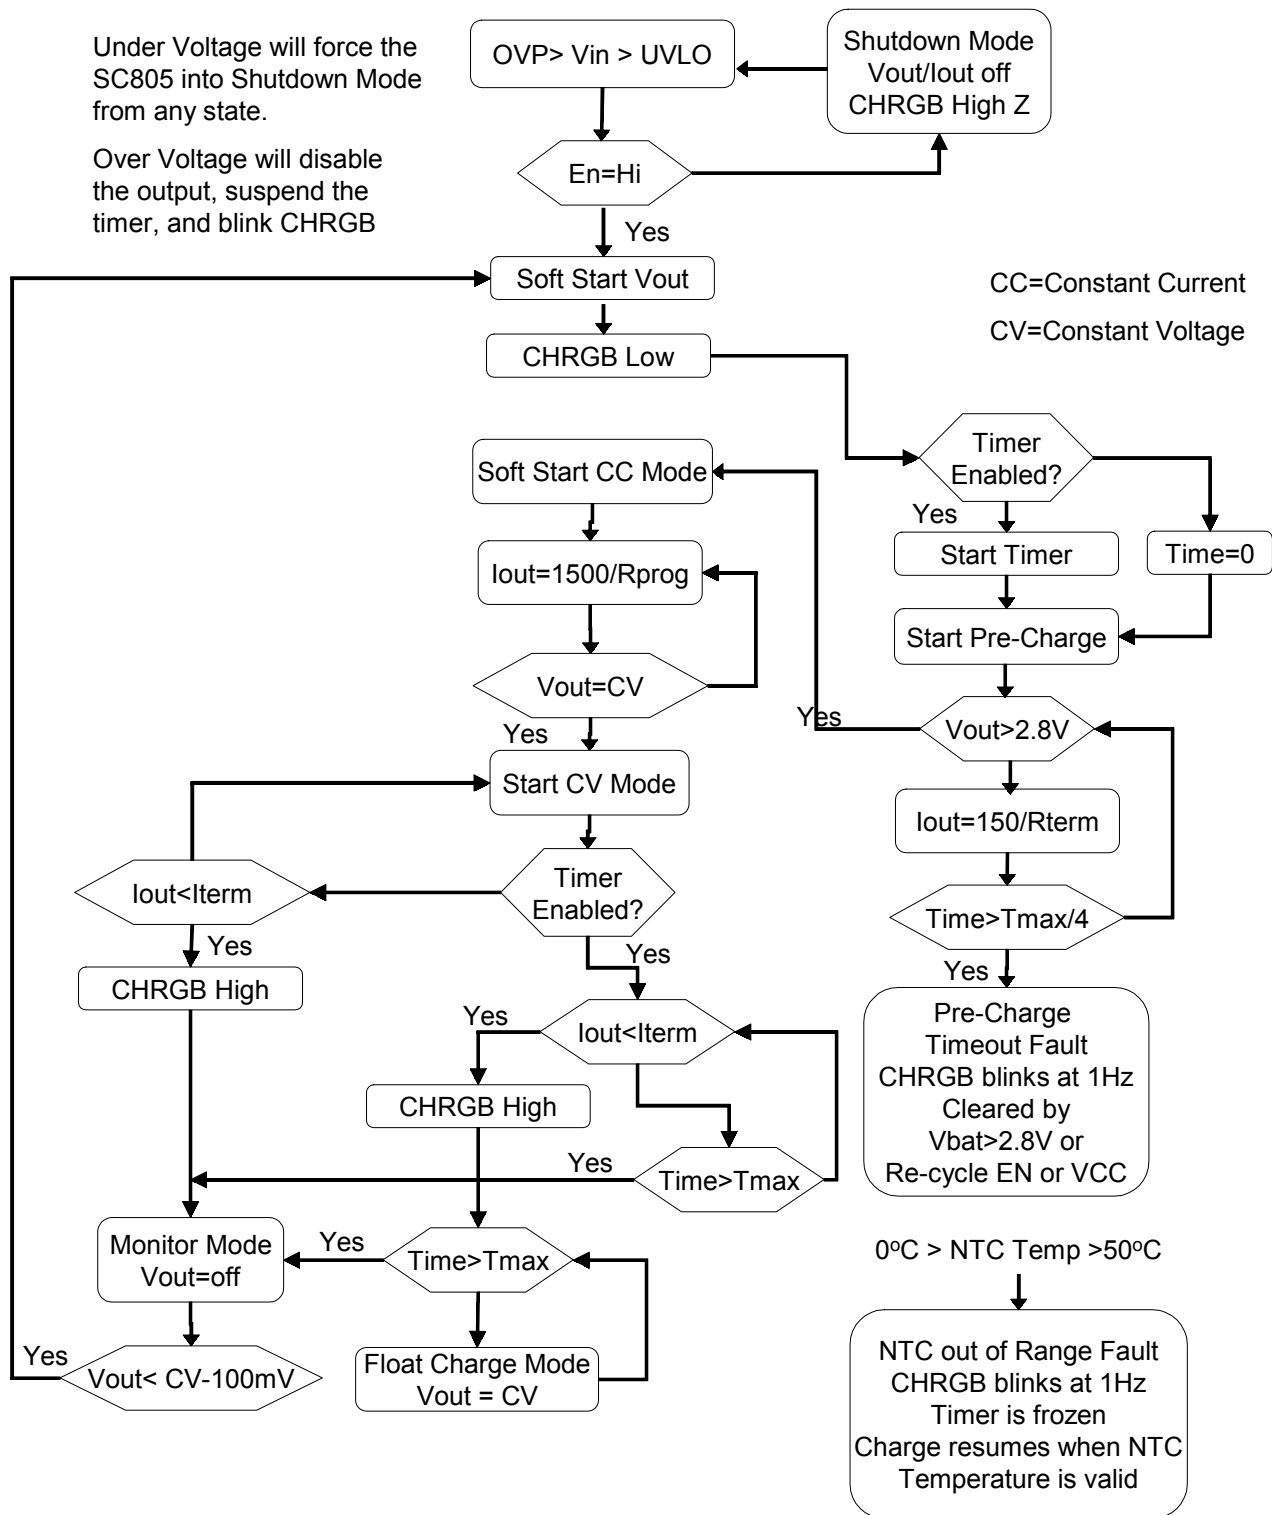 Under Voltage will force the
SC805 into Shutdown Mode
from any state.
Over Voltage will disable
the output, suspend the
timer, and blink CHRGB
OVP> Vin > UVLO
Shutdown Mode
Vout/Iout off
CHRGB High Z
En=Hi
Yes
Soft Start Vout
CC=Constant Current
CV=Constant Voltage
CHRGB Low
Timer
Enabled?
Soft Start CC Mode
Yes
Start Timer
Time=0
Iout=1500/Rprog
Start Pre-Charge
Vout=CV
Yes
Vout>2.8V
Yes
Start CV Mode
Iout=150/Rterm
Iout<Iterm
Timer
Enabled?
Time>Tmax/4
Yes
Yes
Yes
CHRGB High
Yes
Iout<Iterm
Pre-Charge
Timeout Fault
CHRGB blinks at 1Hz
Cleared by
Vbat>2.8V or
Re-cycle EN or VCC
CHRGB High
Yes
Time>Tmax
Monitor Mode
Vout=off
Yes
Time>Tmax
0ºC > NTC Temp >50ºC
Yes
Vout< CV-100mV
Float Charge Mode
Vout = CV
NTC out of Range Fault
CHRGB blinks at 1Hz
Timer is frozen
Charge resumes when NTC
Temperature is valid